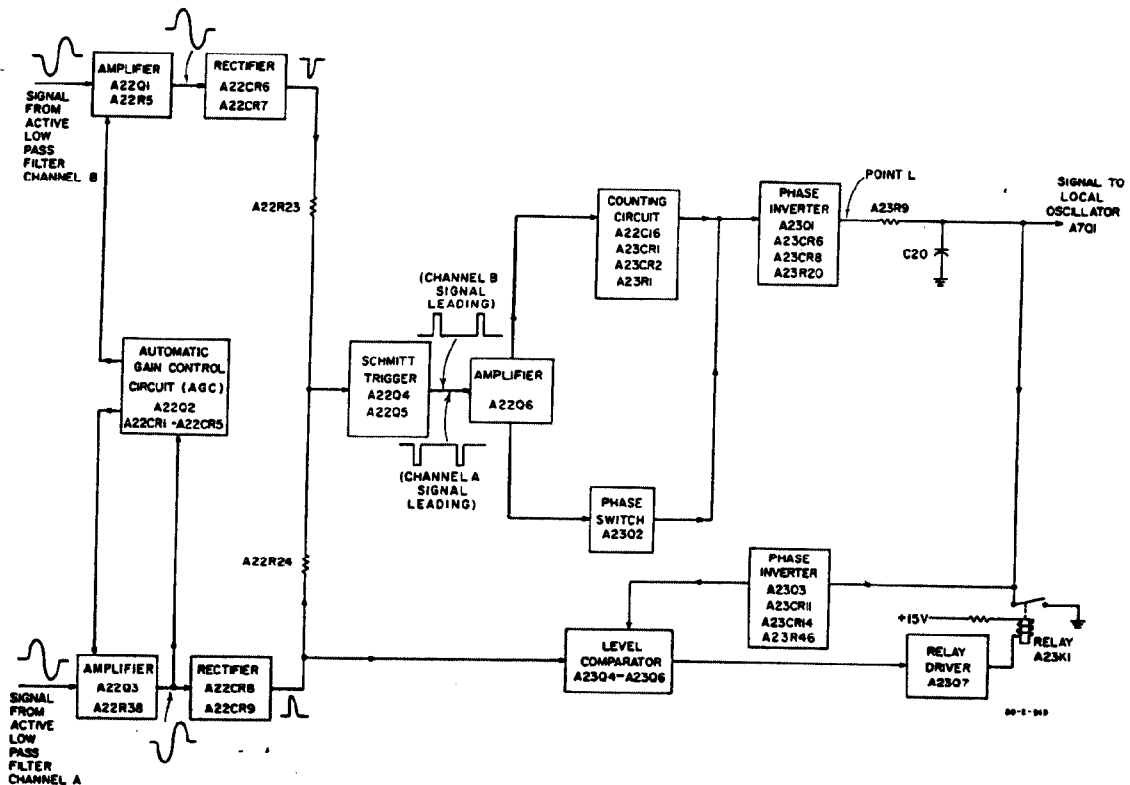 AMPLIFIER
A22Q1
A22R5
RECTIFIER
A22CR6
A22CR7
SIGNAL
FROM
ACTIVE
LOW
PASS
FILTER
CHANNEL B
A22R23
AUTOMATIC
GAIN CONTROL
CIRCUIT (AGC)
A22Q2
A22CR1 -A22CR5
A22R24
AMPLIFIER
A22Q3
A22R38
RECTIFIER
A22CR8
A22CR9
SIGNAL
FROM
ACTIVE
LOW
PASS
FILTER
CHANNEL A
SCHMITT
TRIGGER
A22Q4
A22Q5
(CHANNEL B
SIGNAL
LEADING)
(CHANNEL A
SIGNAL
LEADING)
AMPLIFIER
A22Q6
COUNTING
CIRCUIT
A22C16
A23CR1
A23CR2
A23R1
PHASE
SWITCH
A23Q2
PHASE
INVERTER
A23Q1
A23CR6
A23CR8
A23R20
POINT L
A23R9
C20
SIGNAL TO
LOCAL
OSCILLATOR
A7Q1
PHASE
INVERTER
A23Q3
A23CR11
A23CR14
A23R46
LEVEL
COMPARATOR
A23Q4-A23Q6
+15V
RELAY
DRIVER
A23Q7
RELAY
A23K1